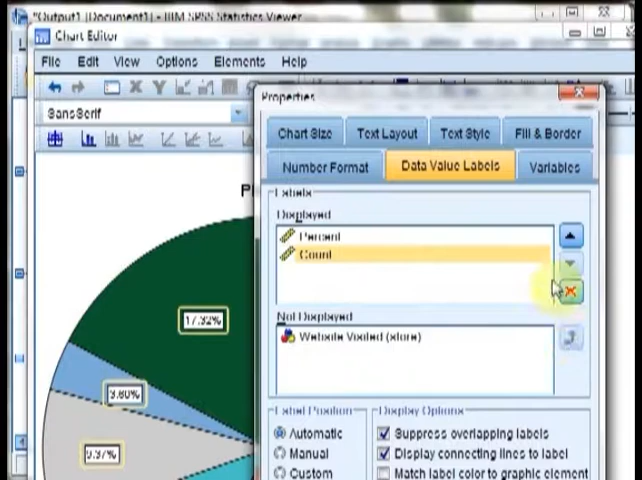 *Output1 [Document1] - IBM SPSS Statistics Viewer
Chart Editor
File Edit View Options Elements Help
Properties
SansSerif
Chart Size Text Layout Text Style Fill & Border
Number Format Data Value Labels Variables
Labels
Displayed
Percent
Count
17.32%
Not Displayed
Website Visited (store)
3.60%
Label Position Display Options
Automatic Suppress overlapping labels
Manual Display connecting lines to label
9.37%
Custom Match label color to graphic element